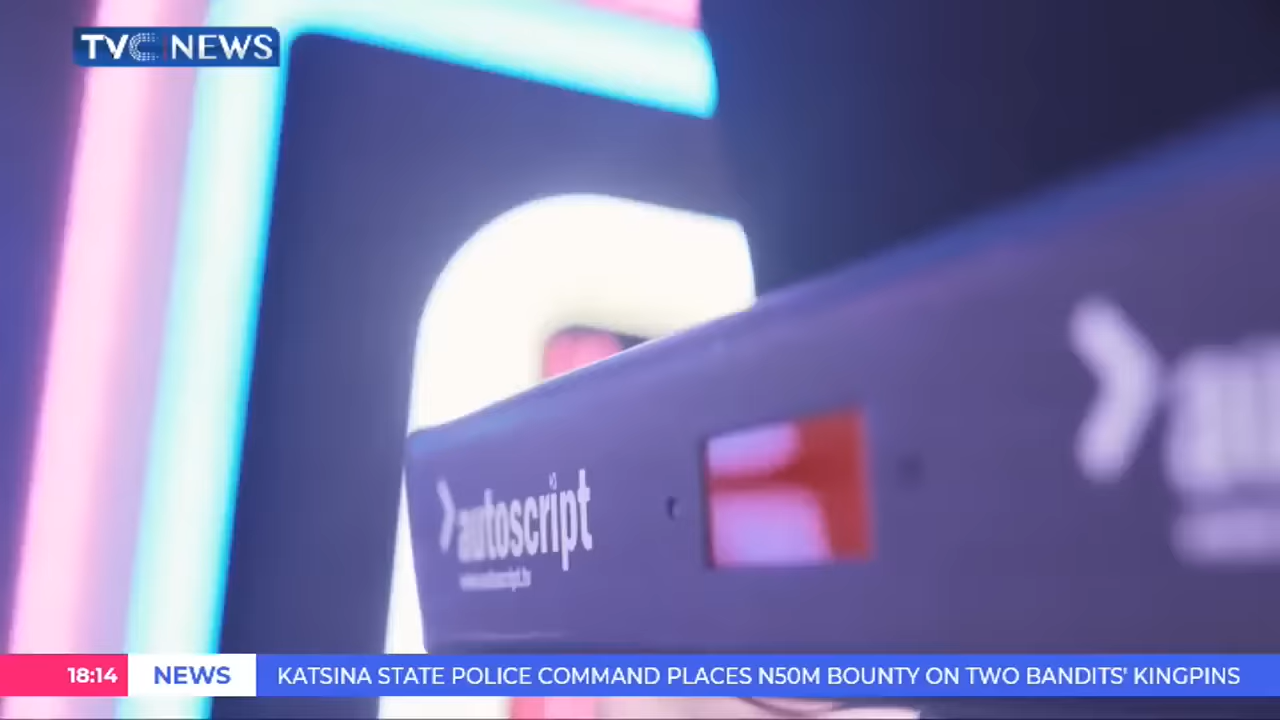 TVC NEWS
autoscript
18:14
NEWS
KATSINA STATE POLICE COMMAND PLACES N50M BOUNTY ON TWO BANDITS' KINGPINS